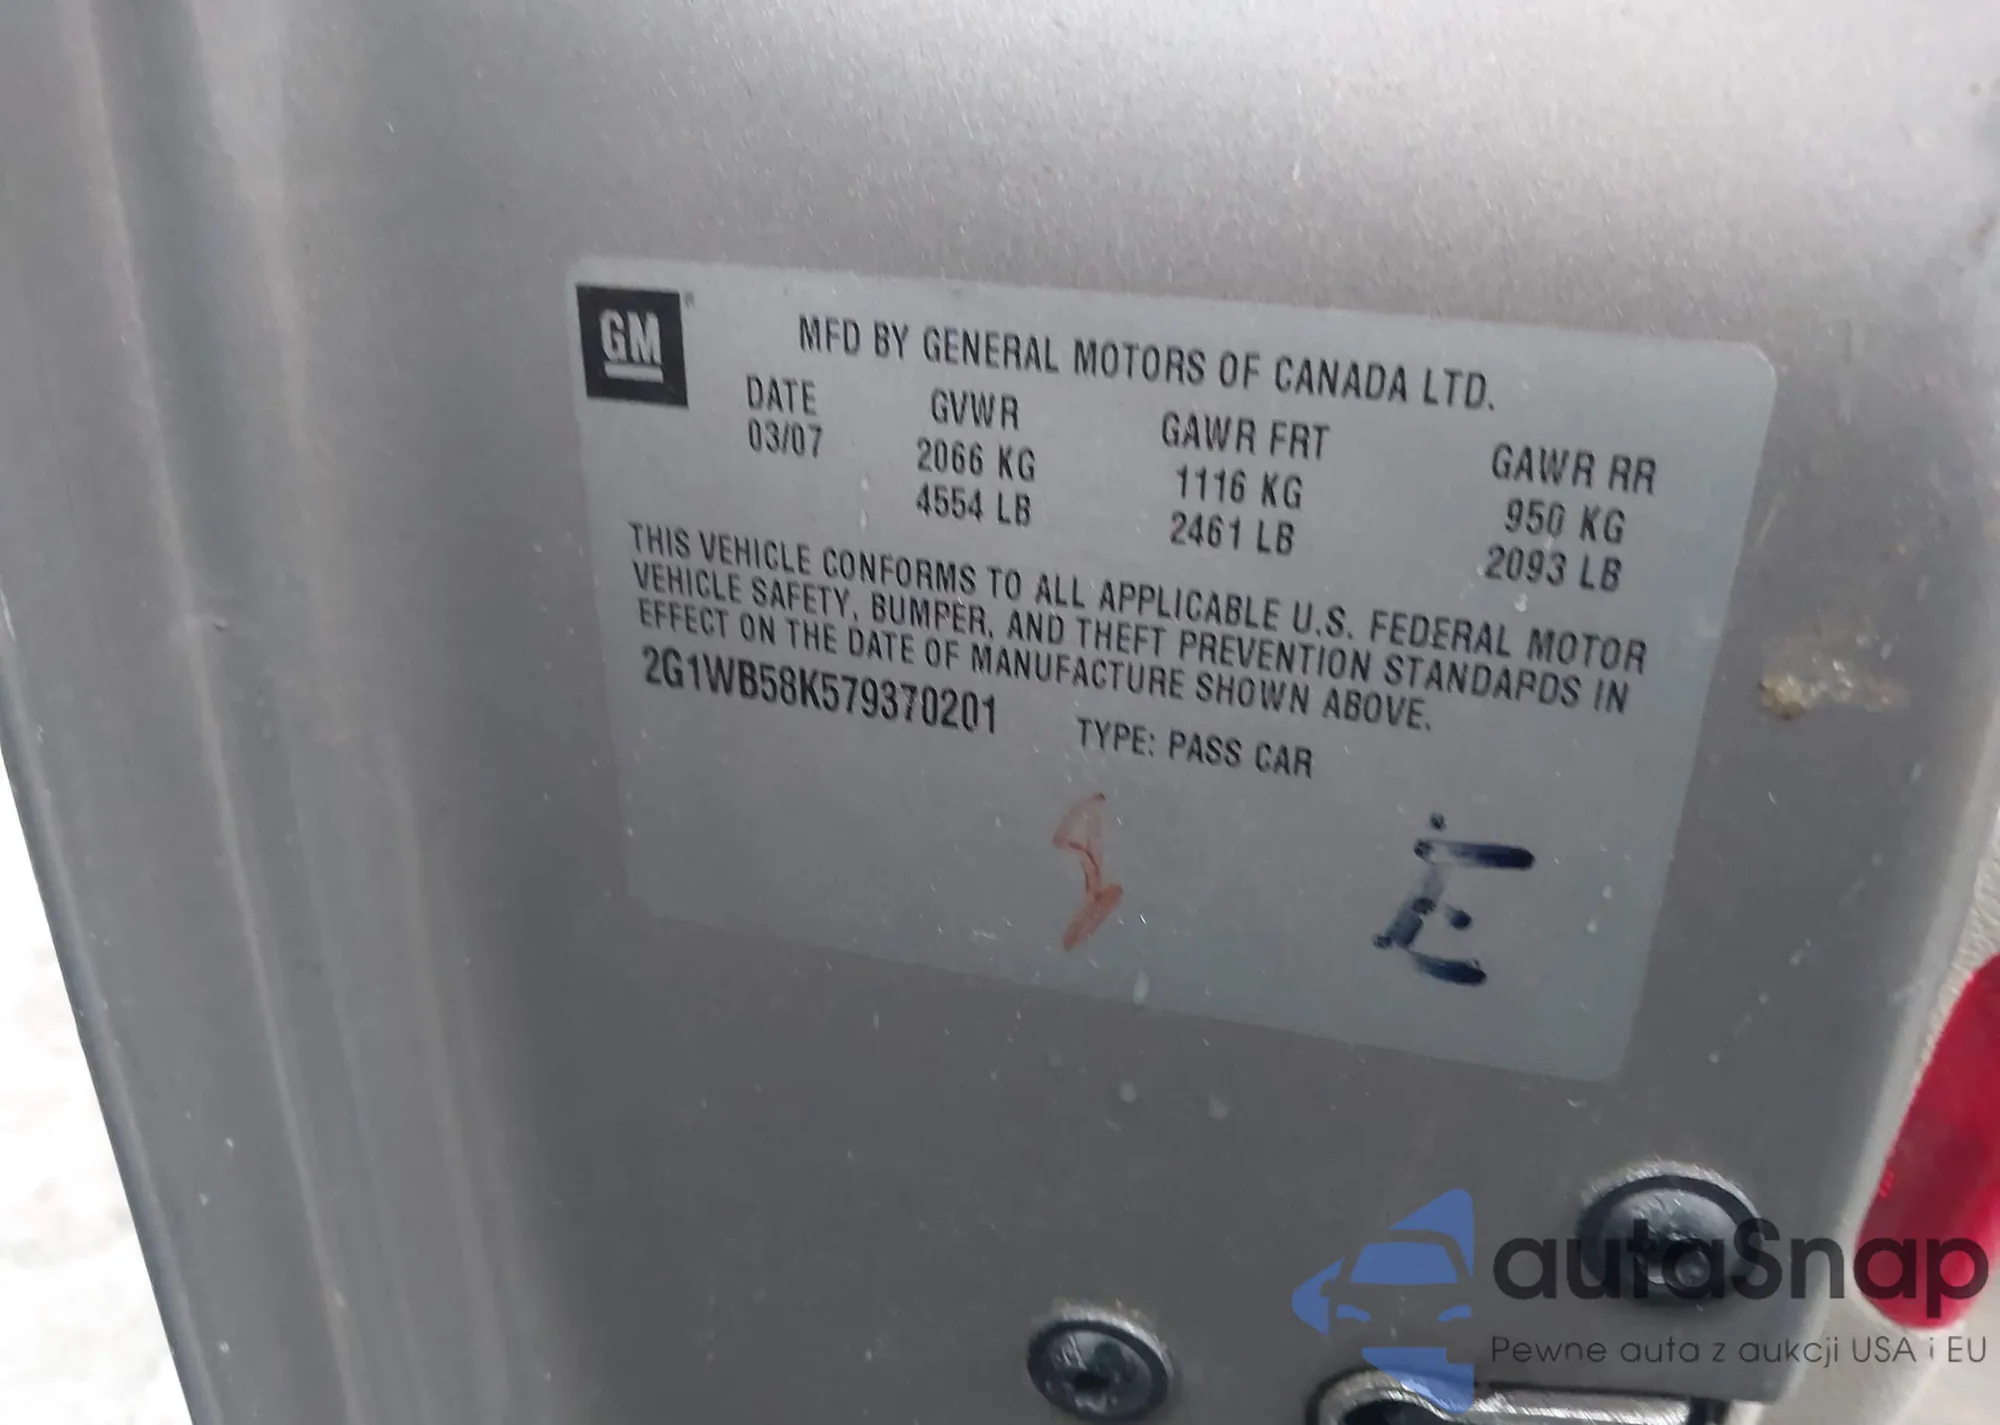 GM
MFD BY GENERAL MOTORS OF CANADA LTD.
DATE GVWR GAWR FRT GAWR RR
03/07 2066 KG 1116 KG 950 KG
4554 LB 2461 LB 2093 LB
THIS VEHICLE CONFORMS TO ALL APPLICABLE U.S. FEDERAL MOTOR
VEHICLE SAFETY, BUMPER, AND THEFT PREVENTION STANDARDS IN
EFFECT ON THE DATE OF MANUFACTURE SHOWN ABOVE.
2G1WB58K579370201 TYPE: PASS CAR
autaSnap
Pewne auta z aukcji USA i EU